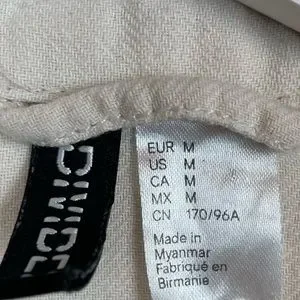 EUR M
US M
CA M
MX M
CN 170/96A
Made in
Myanmar
Fabriqué en
Birmanie